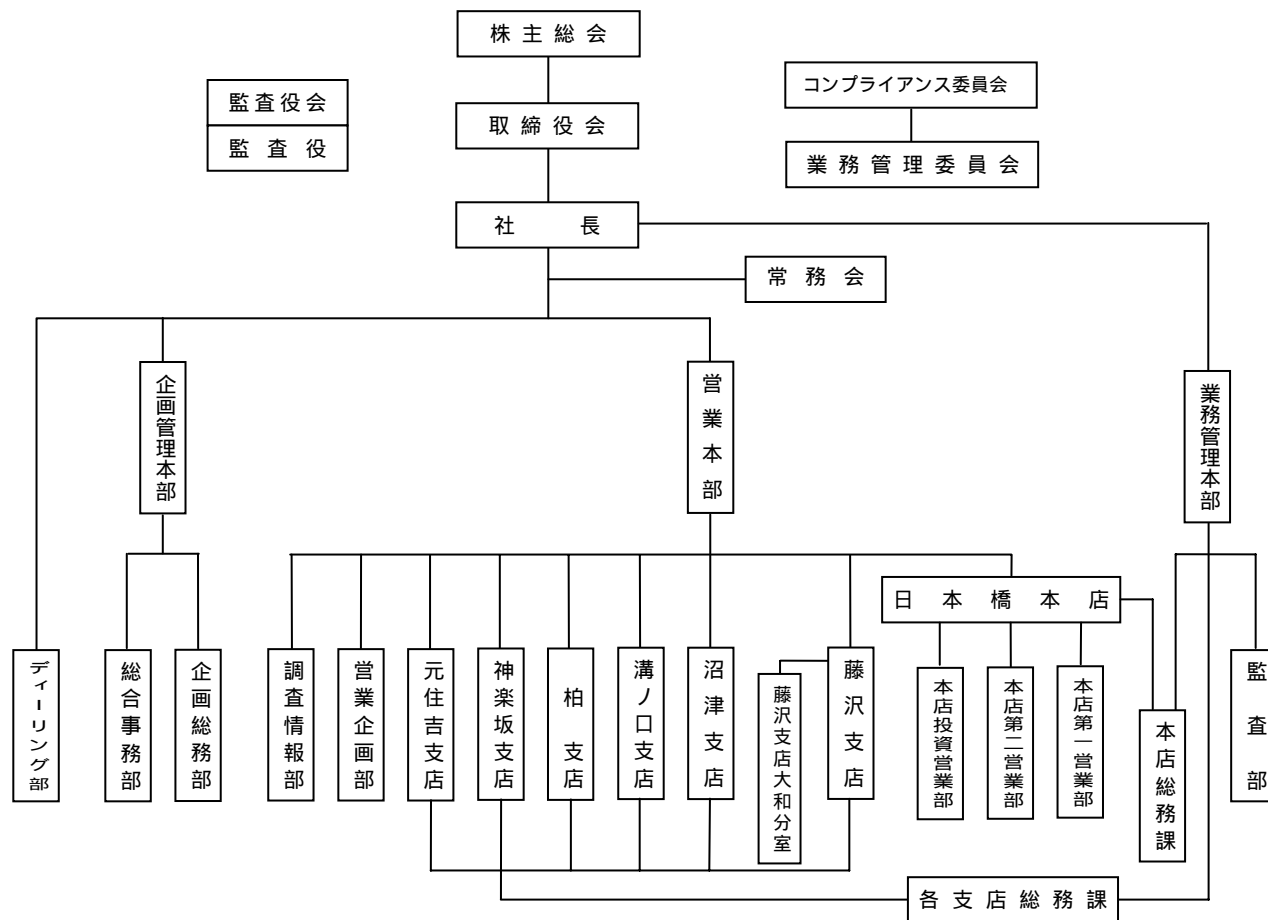 株主総会
監査役会
監査役
取締役会
コンプライアンス委員会
業務管理委員会
社長
常務会
企画管理本部
営業本部
業務管理本部
日本橋本店
ディーリング部
総合事務部
企画総務部
調査情報部
営業企画部
元住吉支店
神楽坂支店
柏支店
溝ノ口支店
沼津支店
藤沢支店大和分室
藤沢支店
本店投資営業部
本店第二営業部
本店第一営業部
本店総務課
監査部
各支店総務課